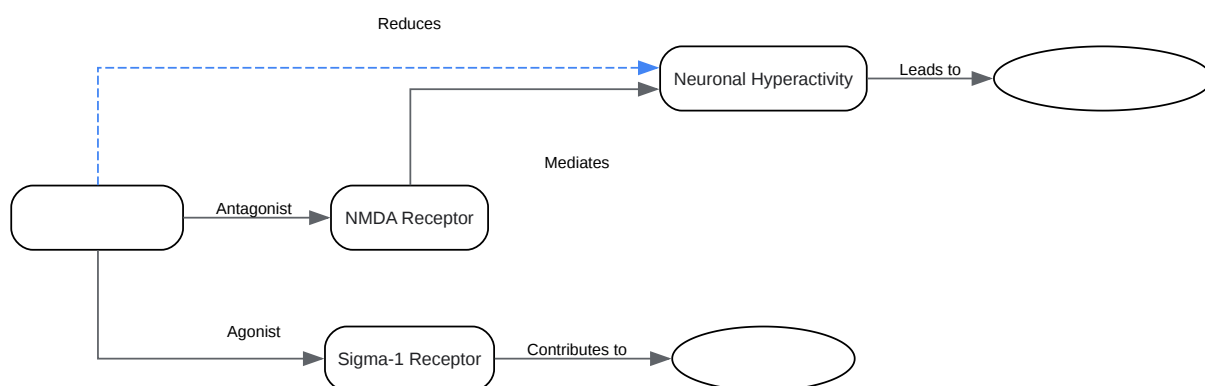 Reduces
Neuronal Hyperactivity
Leads to
Mediates
Antagonist
NMDA Receptor
Agonist
Sigma-1 Receptor
Contributes to